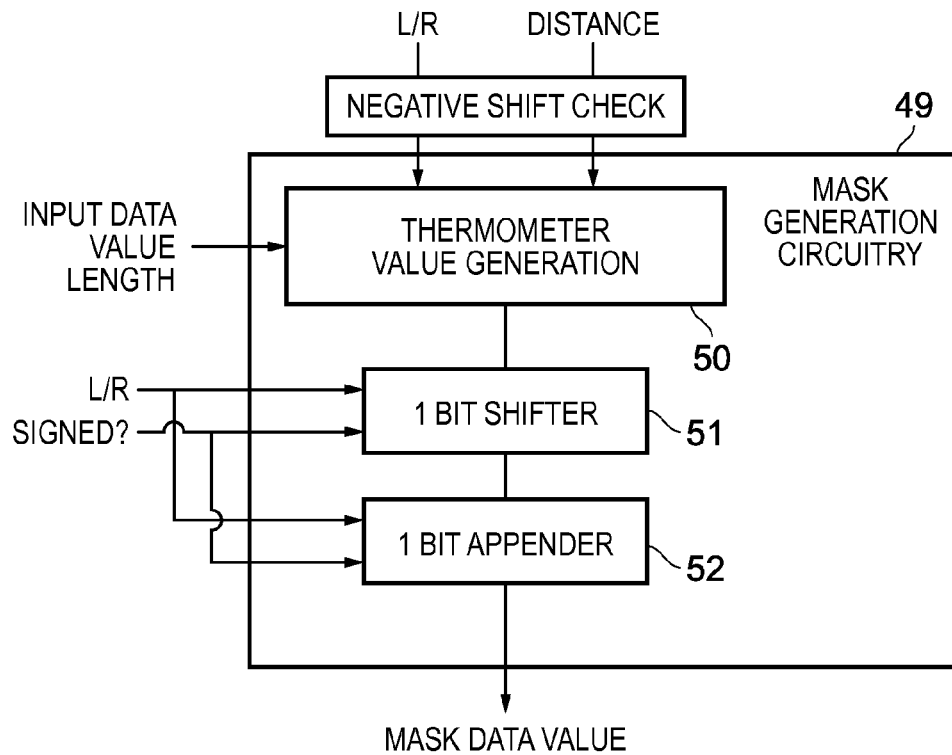 L/R
DISTANCE
NEGATIVE SHIFT CHECK
49
MASK
GENERATION
CIRCUITRY
INPUT DATA
VALUE
LENGTH
THERMOMETER
VALUE GENERATION
50
L/R
SIGNED?
1 BIT SHIFTER
51
1 BIT APPENDER
52
MASK DATA VALUE